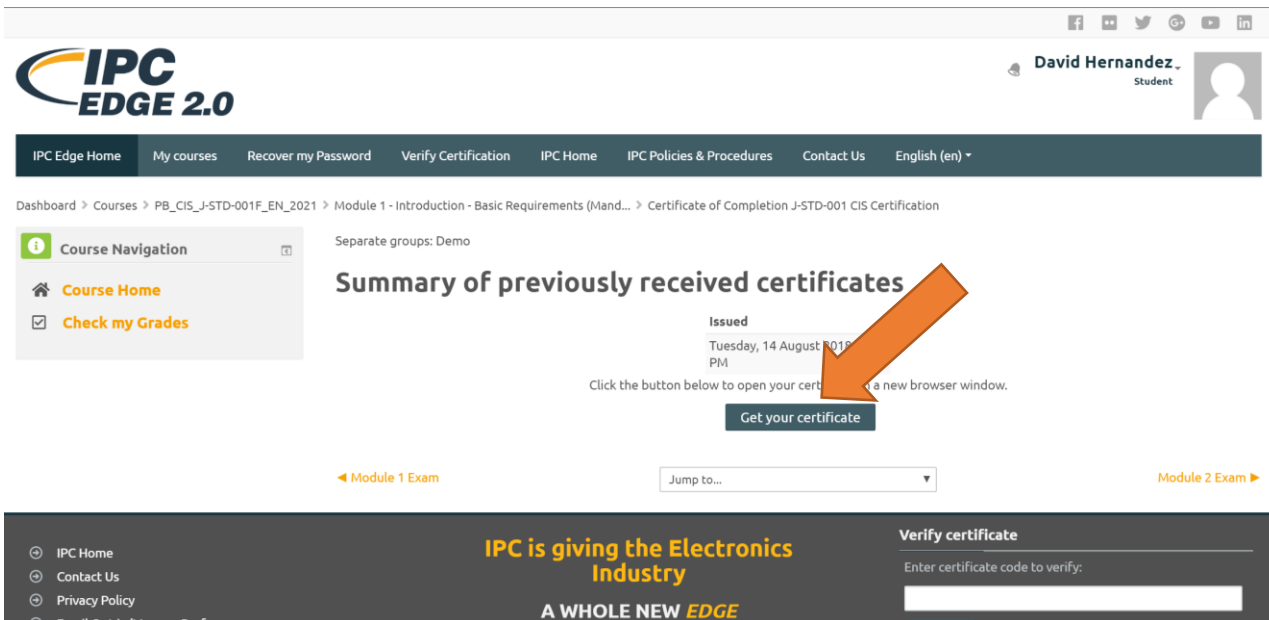 IPC
EDGE 2.0
David Hernandez
Student
IPC Edge Home My courses Recover my Password Verify Certification IPC Home IPC Policies & Procedures Contact Us English (en)
Dashboard > Courses > PB_CIS_J-STD-001F_EN_2021 > Module 1 - Introduction - Basic Requirements (Mand... > Certificate of Completion J-STD-001 CIS Certification
Course Navigation
Course Home
Check my Grades
Separate groups: Demo
Summary of previously received certificates
Issued
Tuesday, 14 August 2018
PM
Click the button below to open your a new browser window.
Get your certificate
◄ Module 1 Exam
Jump to...
Module 2 Exam ►
IPC Home
Contact Us
Privacy Policy
IPC is giving the Electronics
Industry
A WHOLE NEW EDGE
Verify certificate
Enter certificate code to verify: